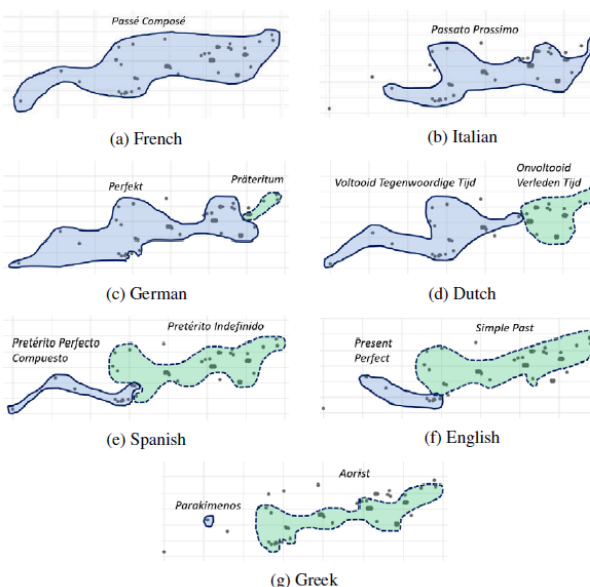 Passé Composé
Passato Prossimo
(a) French
(b) Italian
Perfekt
Präteritum
Voltooid Tegenwoordige Tijd
Onvoltooid
Verleden Tijd
(c) German
(d) Dutch
Pretérito Perfecto
Compuesto
Pretérito Indefinido
Present
Perfect
Simple Past
(e) Spanish
(f) English
Parakimenos
Aorist
(g) Greek